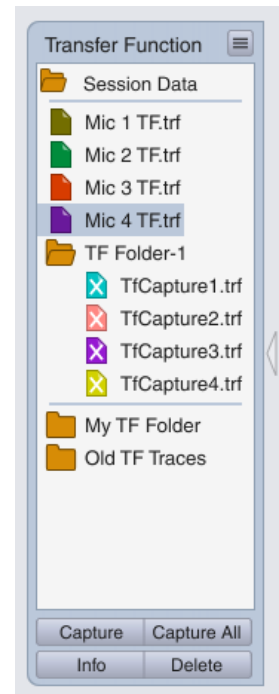 Transfer Function
Session Data
Mic 1 TF.trf
Mic 2 TF.trf
Mic 3 TF.trf
Mic 4 TF.trf
TF Folder-1
TfCapture1.trf
TfCapture2.trf
TfCapture3.trf
TfCapture4.trf
My TF Folder
Old TF Traces
Capture Capture All
Info Delete